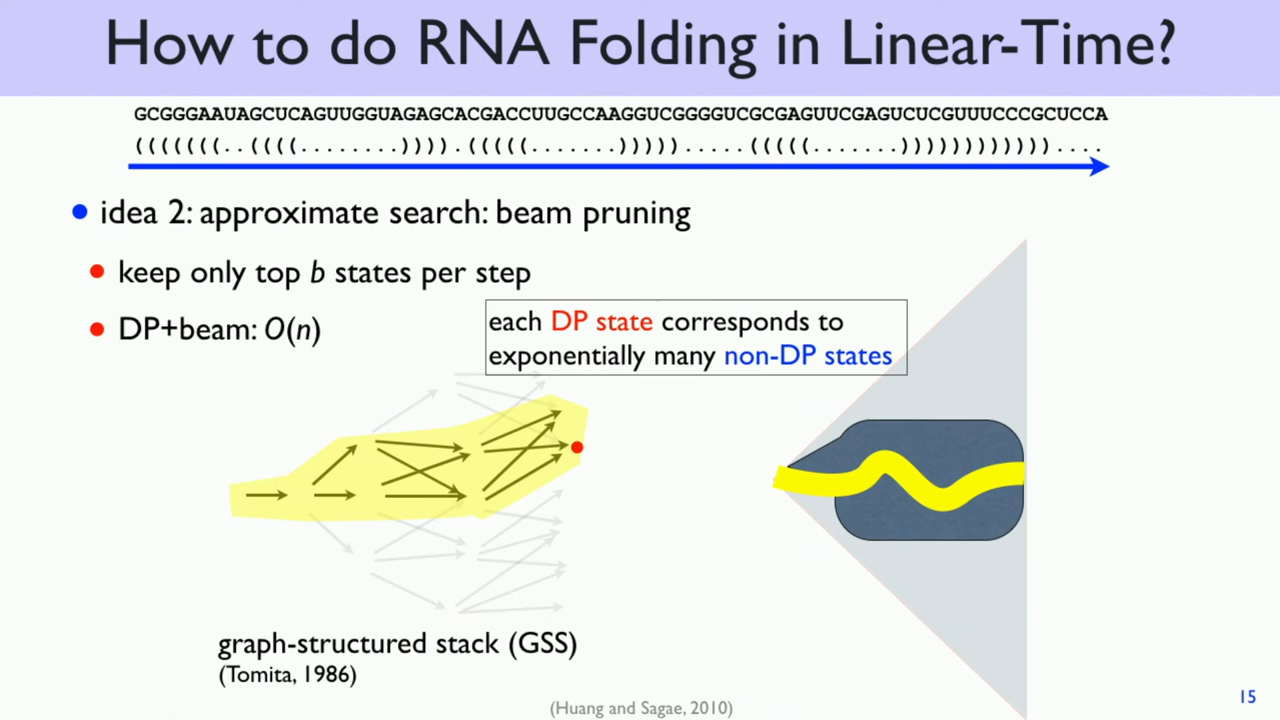 How to do RNA Folding in Linear-Time?
GCGGGAAUAGCUCAGUUGGUAGAGCACGACCUUGCCAAGGUCGGGGUCGCGAGUUCGAGUCUCGUUUCCCGCUCCA
(((((((..((((........)))).(((((.......))))).....(((((.......))))))))))))....
idea 2: approximate search: beam pruning
keep only top b states per step
DP+beam: O(n)
each DP state corresponds to
exponentially many non-DP states
graph-structured stack (GSS)
(Tomita, 1986)
(Huang and Sagae, 2010)
15